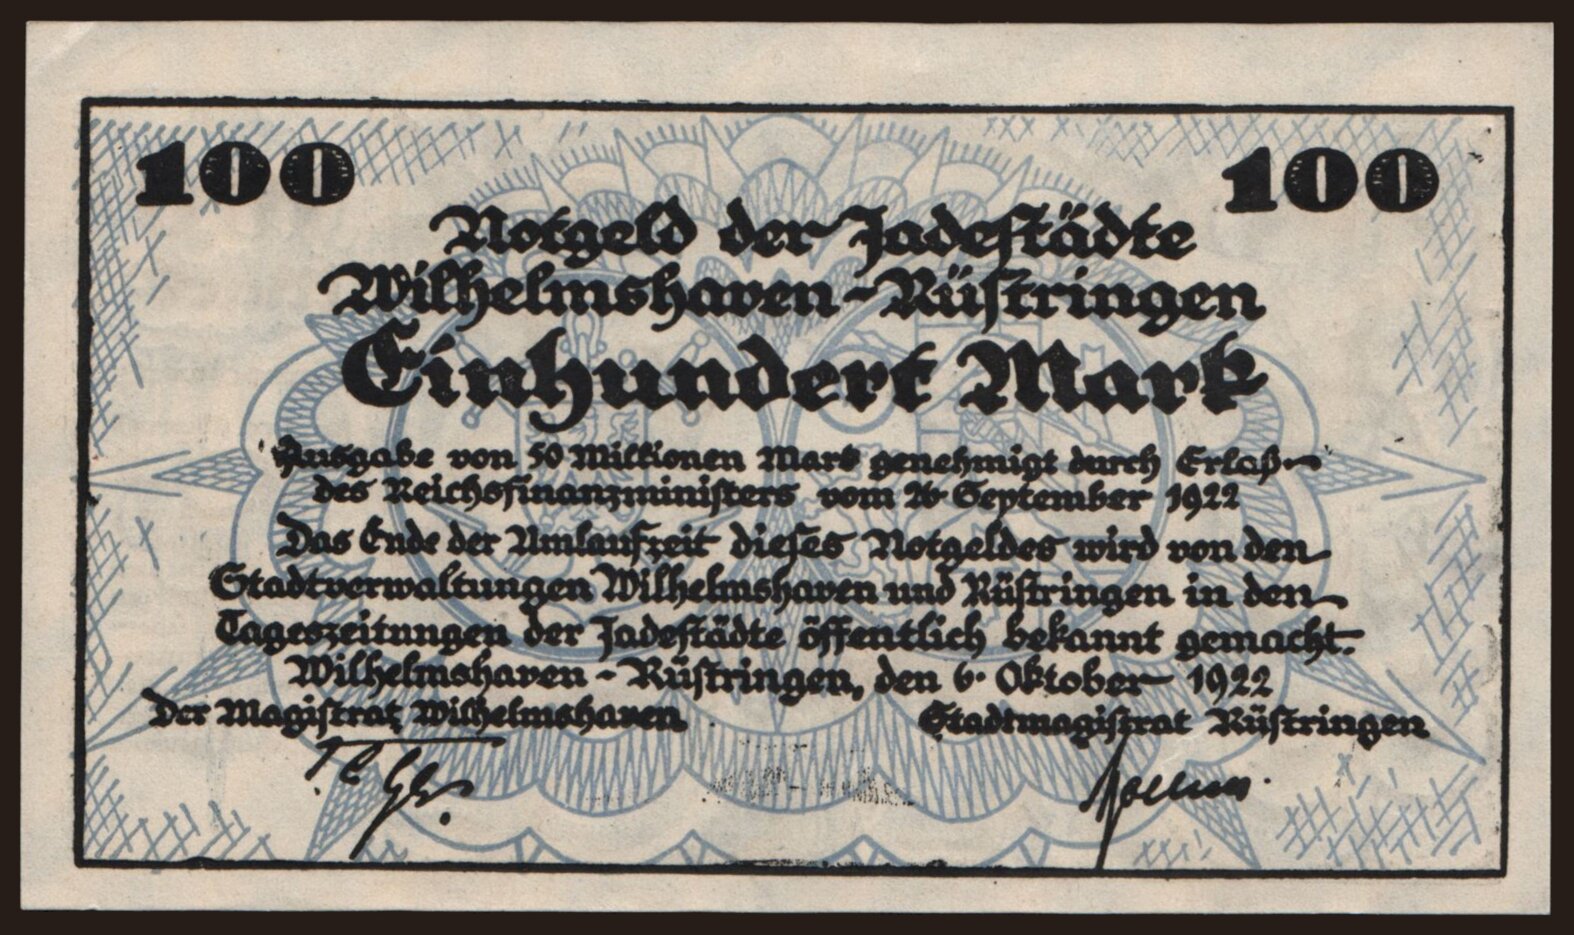 100 100
Notgeld der Jadestädte
Wilhelmshaven - Rüstringen
Einhundert Mark
Ausgabe von 50 Millionen Mark genehmigt durch Erlaß
des Reichsfinanzministers vom 26 September 1922
Das Ende der Umlaufzeit dieses Notgeldes wird von den
Stadtverwaltungen Wilhelmshaven und Rüstringen in den
Tageszeitungen der Jadestädte öffentlich bekannt gemacht.
Wilhelmshaven - Rüstringen, den 6. Oktober 1922
Der Magistrat Wilhelmshaven Stadtmagistrat Rüstringen